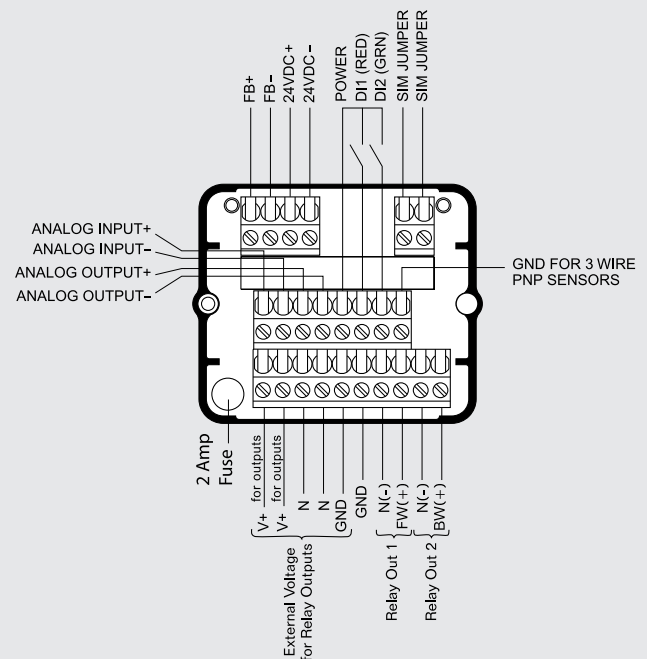 FB+
FB-
24VDC+
24VDC-
POWER
DI1 (RED)
DI2 (GRN)
SIM JUMPER
SIM JUMPER
ANALOG INPUT+
ANALOG INPUT-
ANALOG OUTPUT+
ANALOG OUTPUT-
GND FOR 3 WIRE
PNP SENSORS
2 Amp
Fuse
V+ for outputs
V+ for outputs
N
N
GND
GND
N(-)
FW(+)
N(-)
BW(+)
External Voltage
for Relay Outputs
Relay Out 1
Relay Out 2